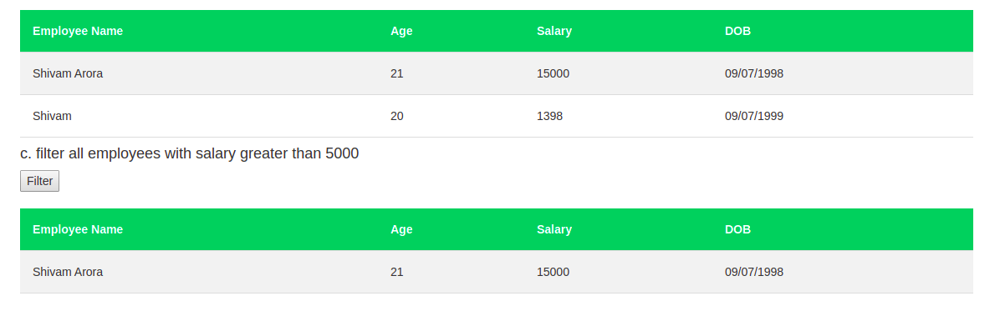 Employee Name Age Salary DOB
Shivam Arora 21 15000 09/07/1998
Shivam 20 1398 09/07/1999
c. filter all employees with salary greater than 5000
Filter
Employee Name Age Salary DOB
Shivam Arora 21 15000 09/07/1998